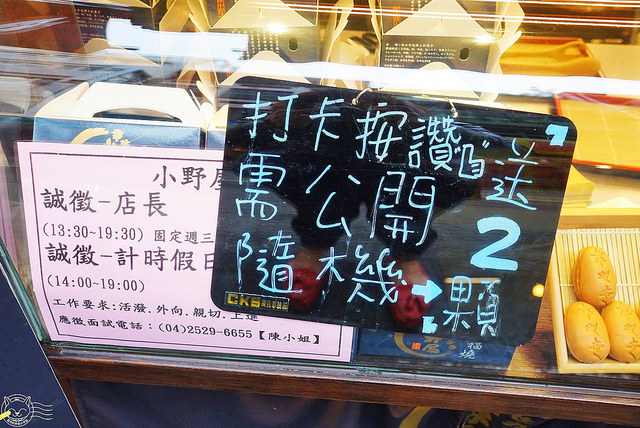 打卡按讚送2顆
需公開
隨機
CKS
小野
誠徵-店長
(13:30~19:30) 固定週三
誠徵-計時假日
(14:00~19:00)
工作要求:活潑.外向.親切.上進
應徵面試電話:(04)2529-6655【陳小姐】
福燒